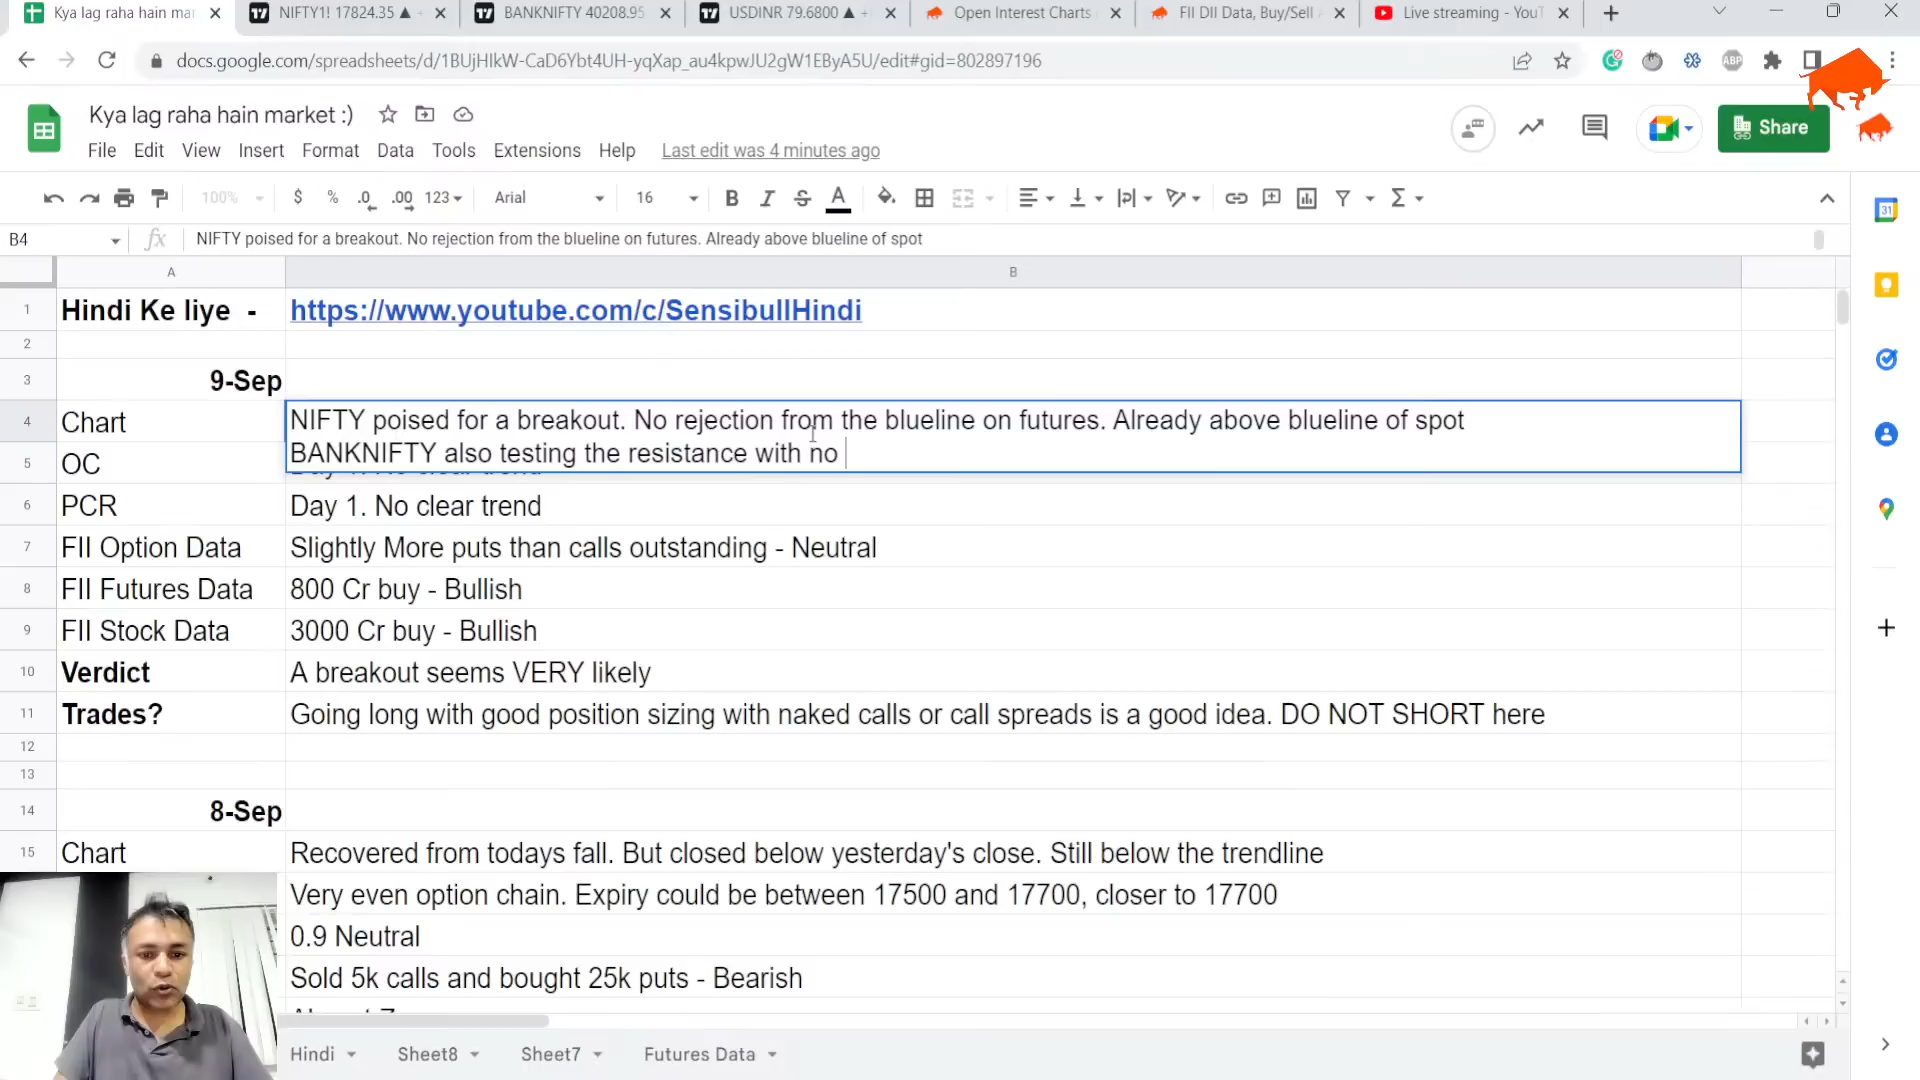 Kya lag raha hain mar
NIFTY1! 17824.35 ▲
BANKNIFTY 40208.95
USDINR 79.6800 ▲
Open Interest Charts
FII DII Data, Buy/Sell
Live streaming - YouT
docs.google.com/spreadsheets/d/1BUjHIkW-CaD6Ybt4UH-yqXap_au4kpwJU2gW1EByA5U/edit#gid=802897196
ABP
Kya lag raha hain market :)
File Edit View Insert Format Data Tools Extensions Help Last edit was 4 minutes ago
Share
100% $ % .0 .00 123 Arial 16 B I S A Σ
31
B4 fx NIFTY poised for a breakout. No rejection from the blueline on futures. Already above blueline of spot
A B
1 Hindi Ke liye - https://www.youtube.com/c/SensibullHindi
2
3 9-Sep
4 Chart NIFTY poised for a breakout. No rejection from the blueline on futures. Already above blueline of spot
BANKNIFTY also testing the resistance with no
5 OC
6 PCR Day 1. No clear trend
7 FII Option Data Slightly More puts than calls outstanding - Neutral
8 FII Futures Data 800 Cr buy - Bullish
9 FII Stock Data 3000 Cr buy - Bullish
10 Verdict A breakout seems VERY likely
11 Trades? Going long with good position sizing with naked calls or call spreads is a good idea. DO NOT SHORT here
12
13
14 8-Sep
15 Chart Recovered from todays fall. But closed below yesterday's close. Still below the trendline
Very even option chain. Expiry could be between 17500 and 17700, closer to 17700
0.9 Neutral
Sold 5k calls and bought 25k puts - Bearish
Hindi Sheet8 Sheet7 Futures Data